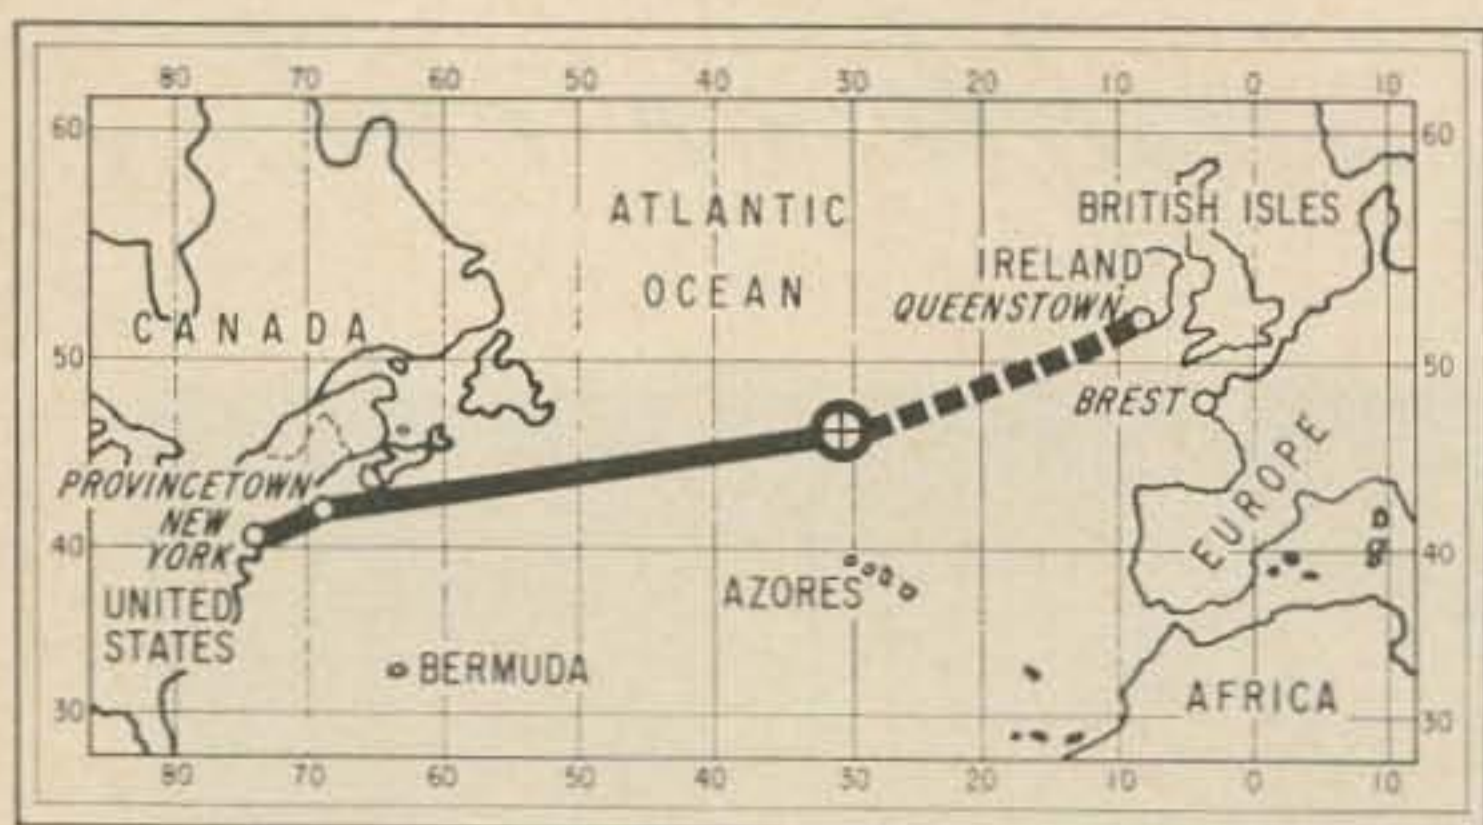 80 70 60 50 40 30 20 10 0 10
60 60
ATLANTIC
OCEAN
BRITISH ISLES
IRELAND
QUEENSTOWN
CANADA
50 50
BREST
EUROPE
PROVINCETOWN
NEW
YORK
40 40
AZORES
UNITED
STATES
BERMUDA
AFRICA
30 30
80 70 60 50 40 30 20 10 0 10